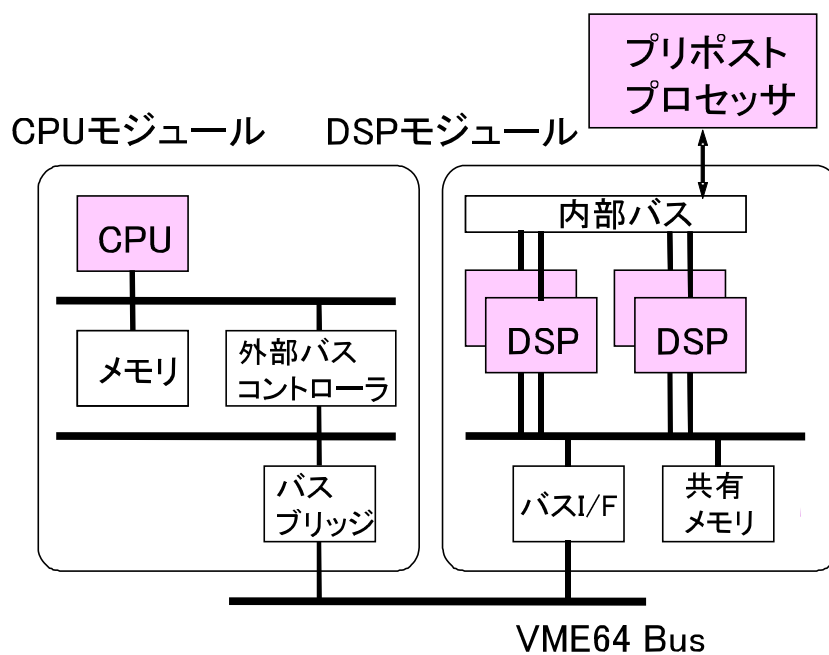 プリポスト
プロセッサ
CPUモジュール
DSPモジュール
内部バス
CPU
DSP
DSP
メモリ
外部バス
コントローラ
バス
ブリッジ
バスI/F
共有
メモリ
VME64 Bus